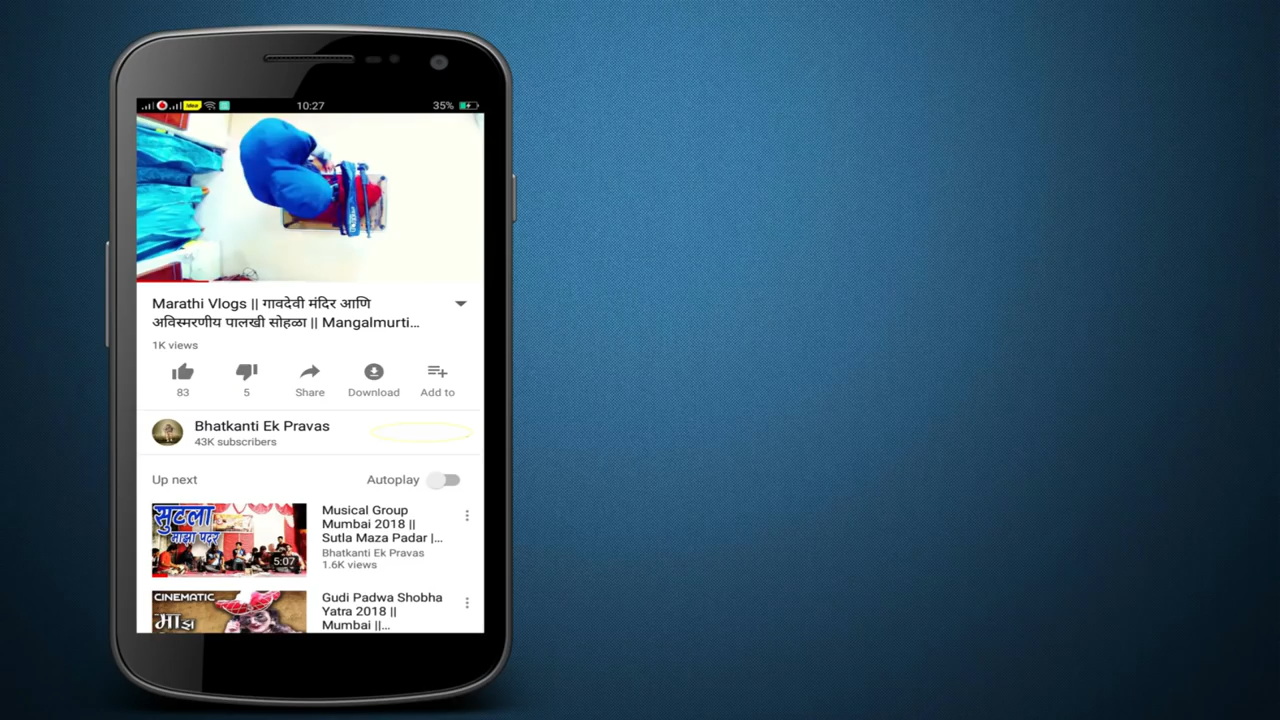 10:27
35%
Marathi Vlogs || गावदेवी मंदिर आणि
अविस्मरणीय पालखी सोहळा || Mangalmurti...
1K views
83
5
Share
Download
Add to
Bhatkanti Ek Pravas
43K subscribers
Up next
Autoplay
सुटला
माझा पदर
5:07
Musical Group
Mumbai 2018 ||
Sutla Maza Padar |...
Bhatkanti Ek Pravas
1.6K views
CINEMATIC
Gudi Padwa Shobha
Yatra 2018 ||
Mumbai ||...